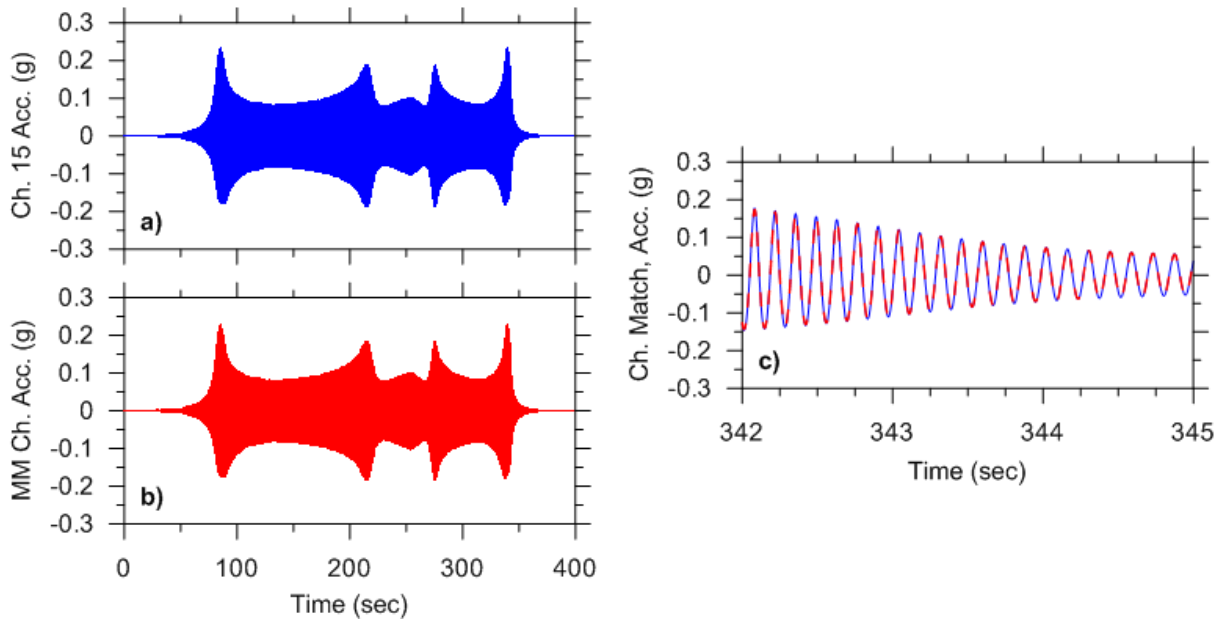 Ch. 15 Acc. (g)
0.3
0.2
0.1
0
-0.1
-0.2
-0.3
a)
MM Ch. Acc. (g)
0.3
0.2
0.1
0
-0.1
-0.2
-0.3
b)
0 100 200 300 400
Time (sec)
Ch. Match, Acc. (g)
0.3
0.2
0.1
0
-0.1
-0.2
-0.3
c)
342 343 344 345
Time (sec)